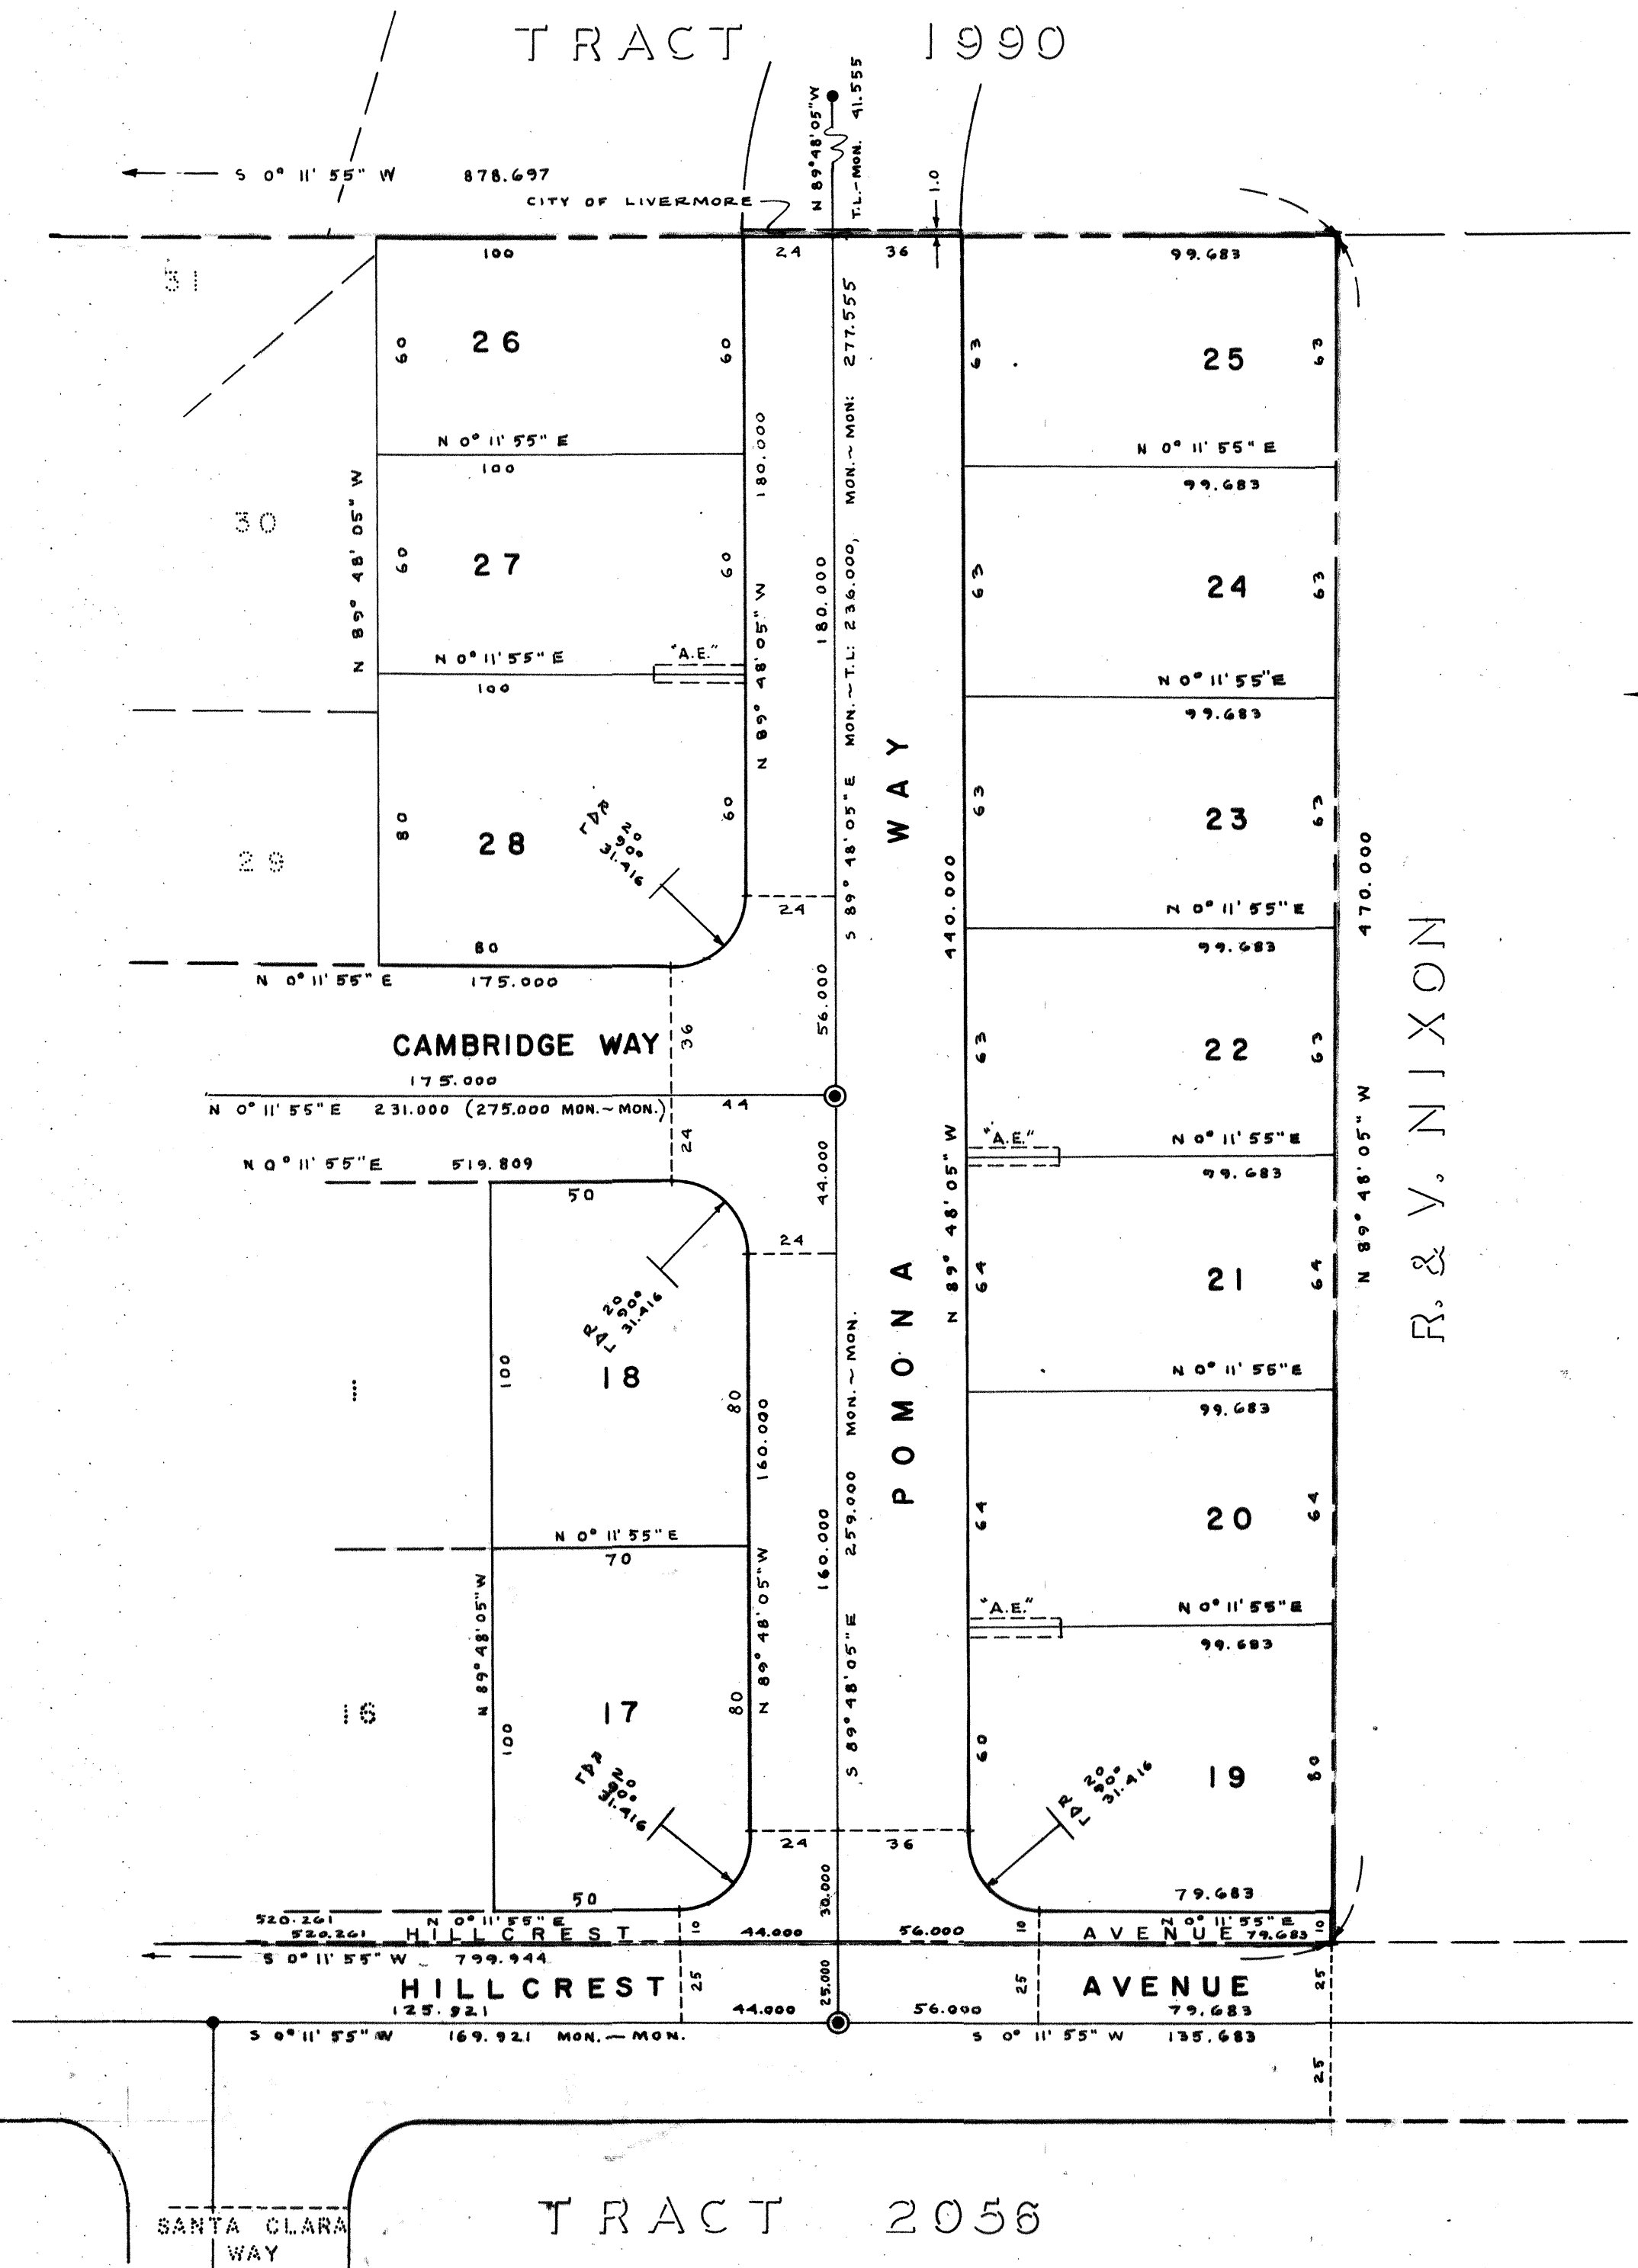 TRACT 1990
N 89° 48' 05" W
T.L.-MON. 41.555
S 0° 11' 55" W 878.697
CITY OF LIVERMORE
1.0
100
24
36
99.683
31
26
60
60
63
25
63
N 0° 11' 55" E
100
N 0° 11' 55" E
99.683
30
N 89° 48' 05" W
27
60
60
180.000
N 89° 48' 05" W
180.000
S 89° 48' 05" E MON.~T.L: 236.000, MON.~MON: 277.555
63
24
63
N 0° 11' 55" E
100
"A.E."
N 0° 11' 55" E
99.683
29
80
28
R 20
Δ 90°
L 31.416
60
24
WAY
63
23
63
N 0° 11' 55" E
99.683
440.000
N 89° 48' 05" W
470.000
N 89° 48' 05" W
R. & V. NIXON
80
N 0° 11' 55" E 175.000
CAMBRIDGE WAY
36
56.000
175.000
N 0° 11' 55" E 231.000 (275.000 MON.~MON.)
44
24
63
22
63
"A.E."
N 0° 11' 55" E
99.683
N 0° 11' 55" E 519.809
50
44.000
24
R 20
Δ 90°
L 31.416
1
100
18
80
160.000
N 89° 48' 05" W
160.000
S 89° 48' 05" E 259.000 MON.~MON.
POMONA
64
21
64
N 0° 11' 55" E
99.683
N 0° 11' 55" E
70
64
20
64
"A.E."
N 0° 11' 55" E
99.683
N 89° 48' 05" W
16
100
17
80
R 20
Δ 90°
L 31.416
24
36
60
R 20
Δ 90°
L 31.416
19
80
50
30.000
79.683
520.261 N 0° 11' 55" E
N 0° 11' 55" E
520.261 HILLCREST
10
44.000
56.000
10
AVENUE 79.683
10
S 0° 11' 55" W 799.944
HILLCREST
25
25.000
25
AVENUE
25
125.921
44.000
56.000
79.683
S 0° 11' 55" W 169.921 MON.~MON.
S 0° 11' 55" W 135.683
25
TRACT 2056
SANTA CLARA
WAY